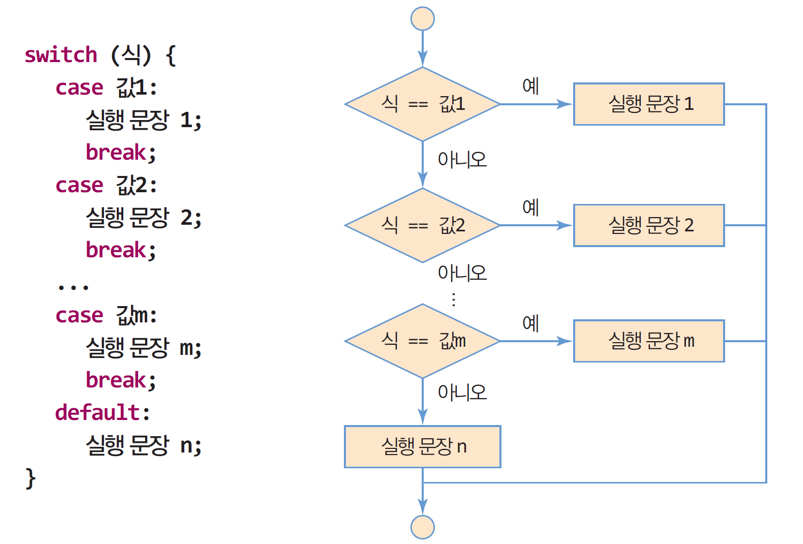 switch (식) {
case 값1:
실행 문장 1;
break;
case 값2:
실행 문장 2;
break;
...
case 값m:
실행 문장 m;
break;
default:
실행 문장 n;
}
식 == 값1
예
실행 문장 1
아니오
식 == 값2
예
실행 문장 2
아니오
⋮
식 == 값m
예
실행 문장 m
아니오
실행 문장 n